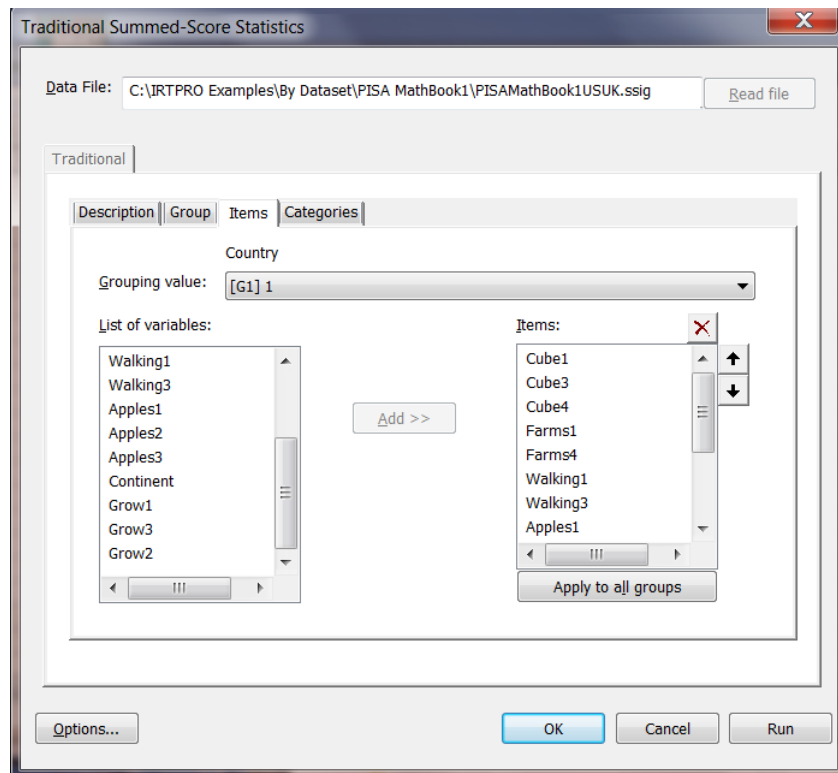 Traditional Summed-Score Statistics
X
Data File: C:\IRTPRO Examples\By Dataset\PISA MathBook1\PISAMathBook1USUK.ssig Read file
Traditional
Description Group Items Categories
Country
Grouping value: [G1] 1
List of variables: Items:
Walking1
Walking3
Apples1
Apples2
Apples3
Continent
Grow1
Grow3
Grow2
Add >>
Cube1
Cube3
Cube4
Farms1
Farms4
Walking1
Walking3
Apples1
Apply to all groups
Options... OK Cancel Run